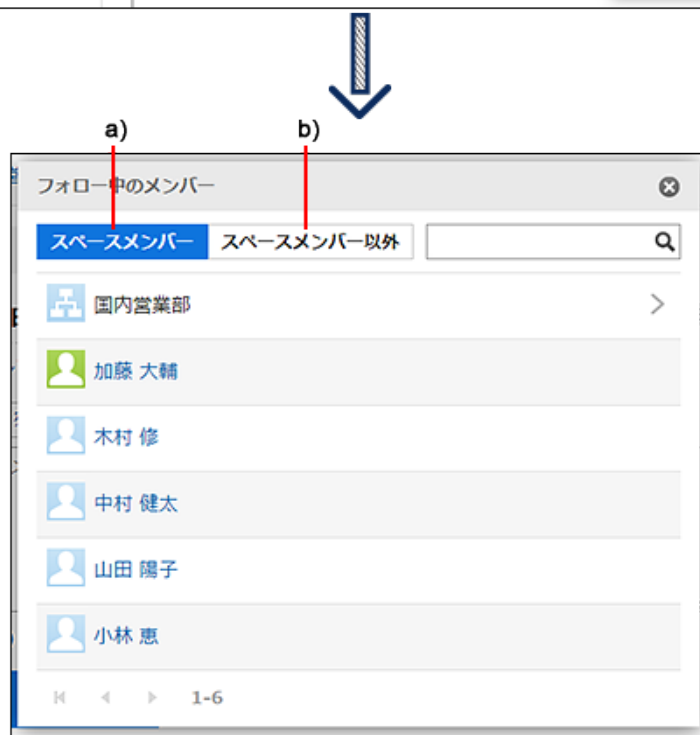 a) b)
フォロー中のメンバー
スペースメンバー スペースメンバー以外
国内営業部
加藤 大輔
木村 修
中村 健太
山田 陽子
小林 恵
1-6